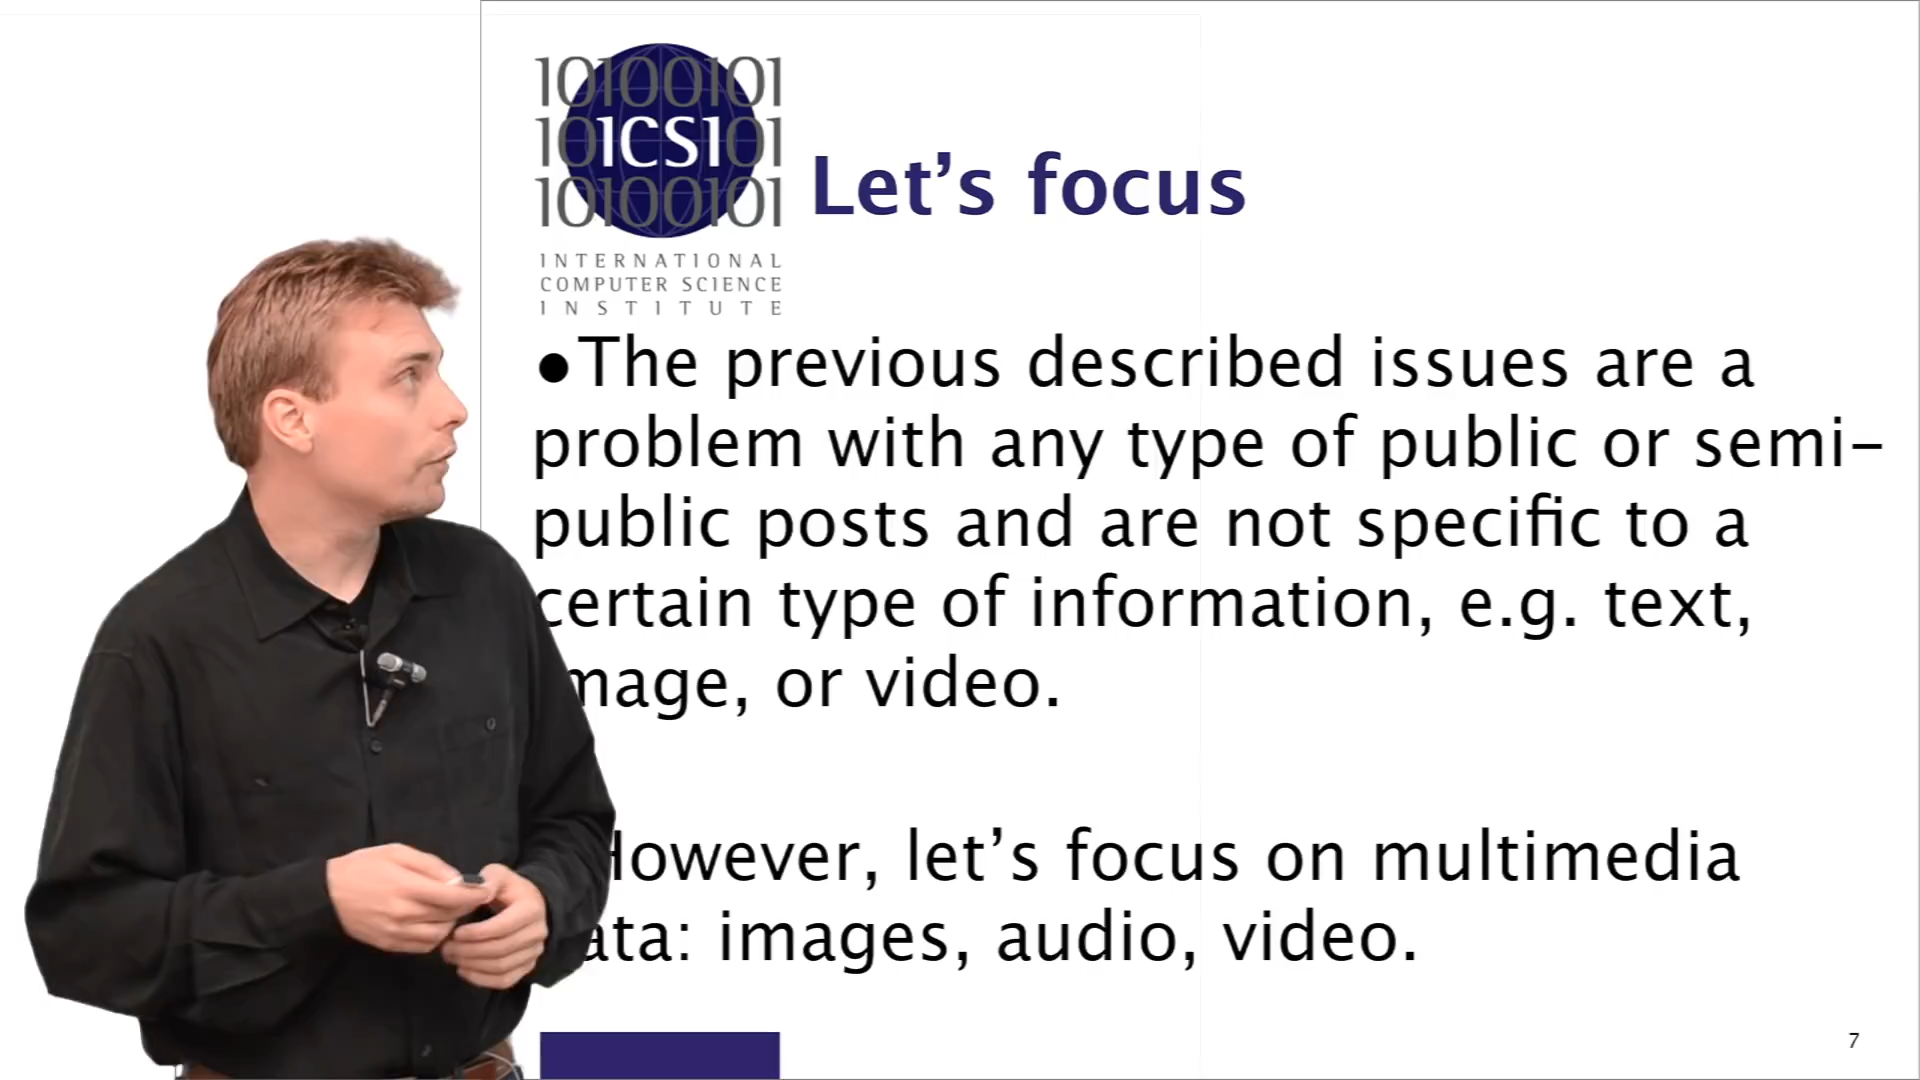 10100101
10ICSI01
10100101
INTERNATIONAL
COMPUTER SCIENCE
INSTITUTE
Let’s focus
•The previous described issues are a
problem with any type of public or semi-
public posts and are not specific to a
certain type of information, e.g. text,
mage, or video.
However, let’s focus on multimedia
ata: images, audio, video.
7